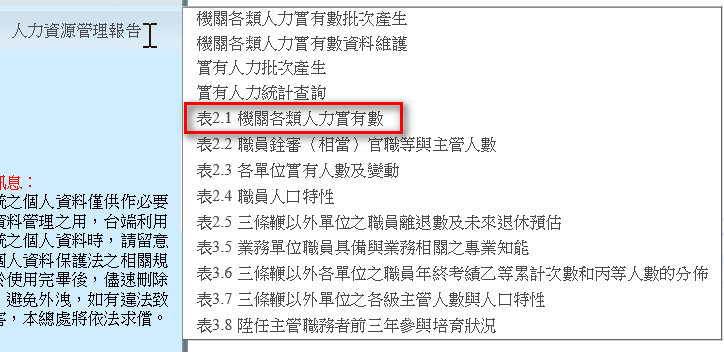 人力資源管理報告
機關各類人力實有數批次產生
機關各類人力實有數資料維護
實有人力批次產生
實有人力統計查詢
表2.1 機關各類人力實有數
表2.2 職員銓審（相當）官職等與主管人數
表2.3 各單位實有人數及變動
表2.4 職員人口特性
表2.5 三條鞭以外單位之職員離退數及未來退休預估
表3.5 業務單位職員具備與業務相關之專業知能
表3.6 三條鞭以外各單位之職員年終考績乙等累計次數和丙等人數的分佈
表3.7 三條鞭以外單位之各級主管人數與人口特性
表3.8 陞任主管職務者前三年參與培育狀況
訊息：
統之個人資料僅供作必要
資料管理之用，台端利用
統之個人資料時，請留意
個人資料保護法之相關規
於使用完畢後，儘速刪除
，避免外洩，如有違法致
害，本總處將依法求償。